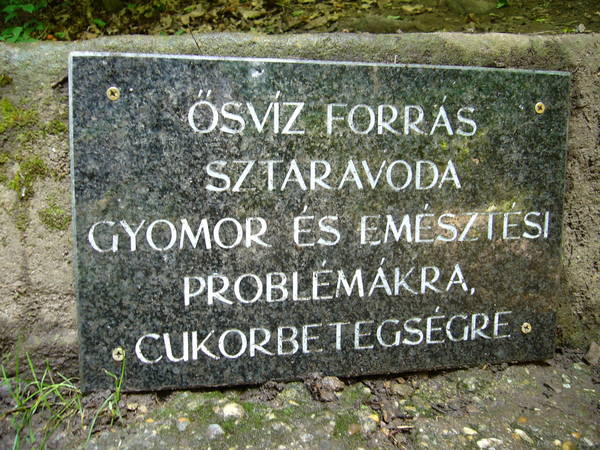 ŐSVÍZ FORRÁS
SZTARAVODA
GYOMOR ÉS EMÉSZTÉSI
PROBLÉMÁKRA,
CUKORBETEGSÉGRE